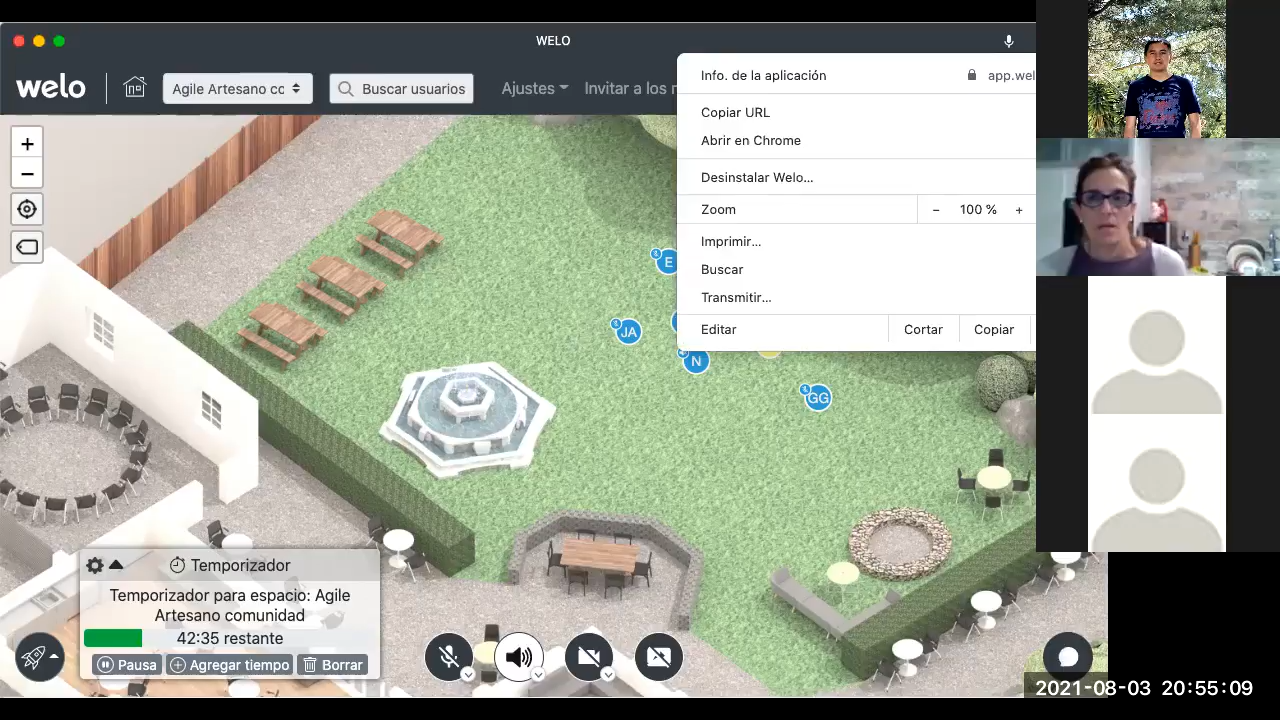 WELO
welo
Agile Artesano cc
Buscar usuarios
Ajustes
Invitar a los r
Info. de la aplicación
app.wel
Copiar URL
Abrir en Chrome
Desinstalar Welo...
Zoom
− 100 % +
Imprimir...
Buscar
Transmitir...
Editar
Cortar
Copiar
+
−
E
JA
N
GG
Temporizador
Temporizador para espacio: Agile
Artesano comunidad
42:35 restante
Pausa
Agregar tiempo
Borrar
2021-08-03 20:55:09